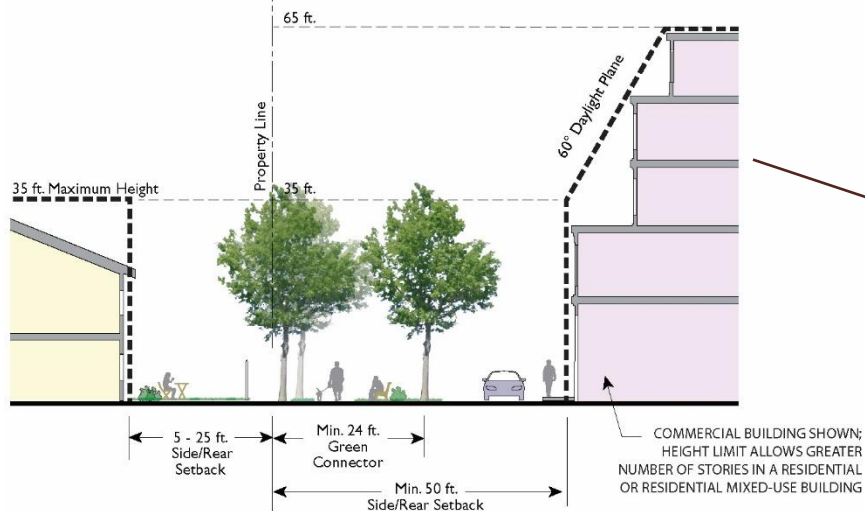 65 ft.
60° Daylight Plane
Property Line
35 ft. Maximum Height
35 ft.
5 - 25 ft.
Side/Rear
Setback
Min. 24 ft.
Green
Connector
Min. 50 ft.
Side/Rear Setback
COMMERCIAL BUILDING SHOWN;
HEIGHT LIMIT ALLOWS GREATER
NUMBER OF STORIES IN A RESIDENTIAL
OR RESIDENTIAL MIXED-USE BUILDING